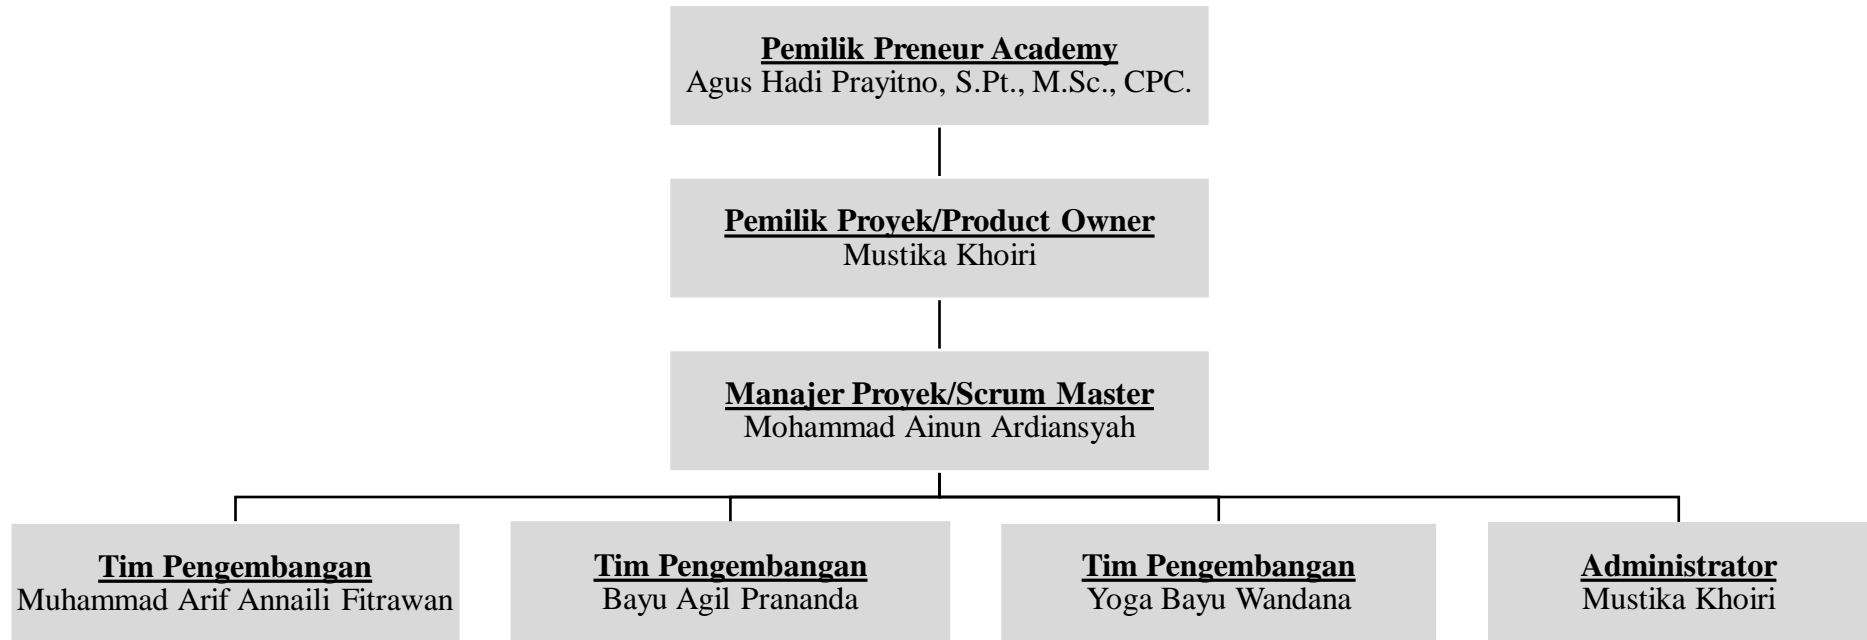 Pemilik Preneur Academy
Agus Hadi Prayitno, S.Pt., M.Sc., CPC.
Pemilik Proyek/Product Owner
Mustika Khoiri
Manajer Proyek/Scrum Master
Mohammad Ainun Ardiansyah
Tim Pengembangan
Muhammad Arif Annaili Fitrawan
Tim Pengembangan
Bayu Agil Prananda
Tim Pengembangan
Yoga Bayu Wandana
Administrator
Mustika Khoiri